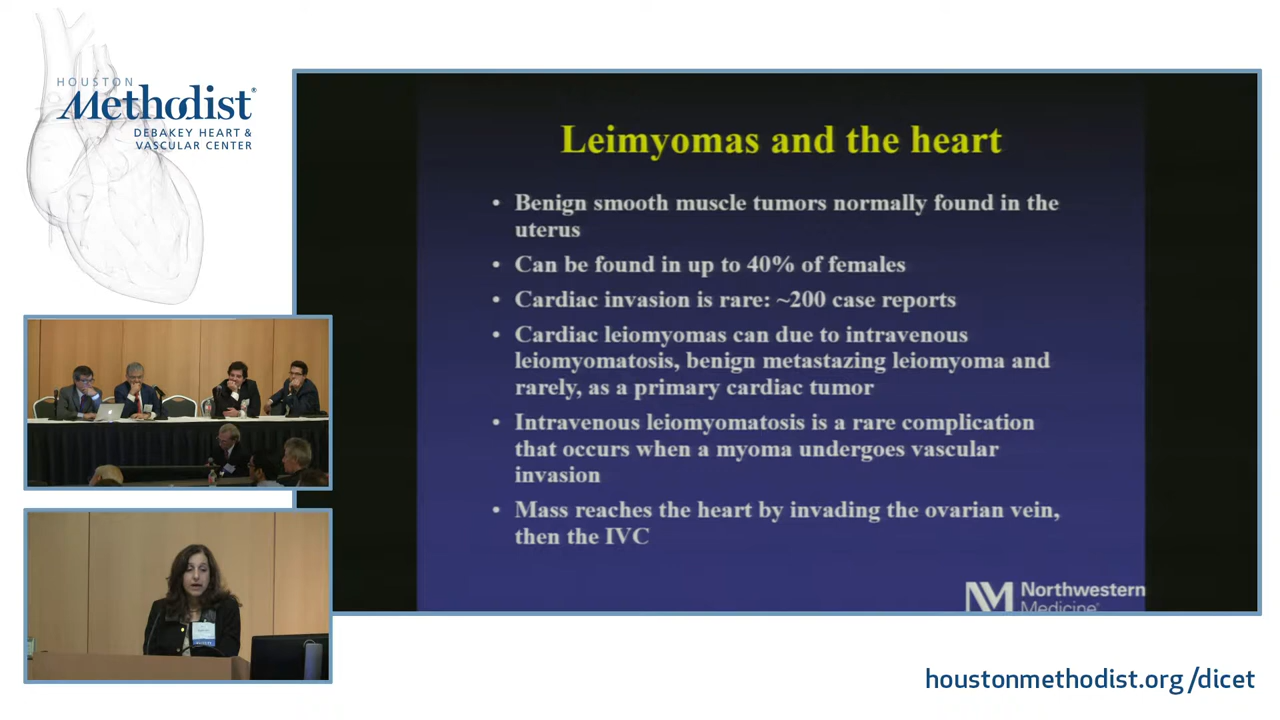 HOUSTON
Methodist®
DEBAKEY HEART &
VASCULAR CENTER
Leimyomas and the heart
• Benign smooth muscle tumors normally found in the
uterus
• Can be found in up to 40% of females
• Cardiac invasion is rare: ~200 case reports
• Cardiac leiomyomas can due to intravenous
leiomyomatosis, benign metastazing leiomyoma and
rarely, as a primary cardiac tumor
• Intravenous leiomyomatosis is a rare complication
that occurs when a myoma undergoes vascular
invasion
• Mass reaches the heart by invading the ovarian vein,
then the IVC
NM Northwestern
Medicine®
houstonmethodist.org/dicet